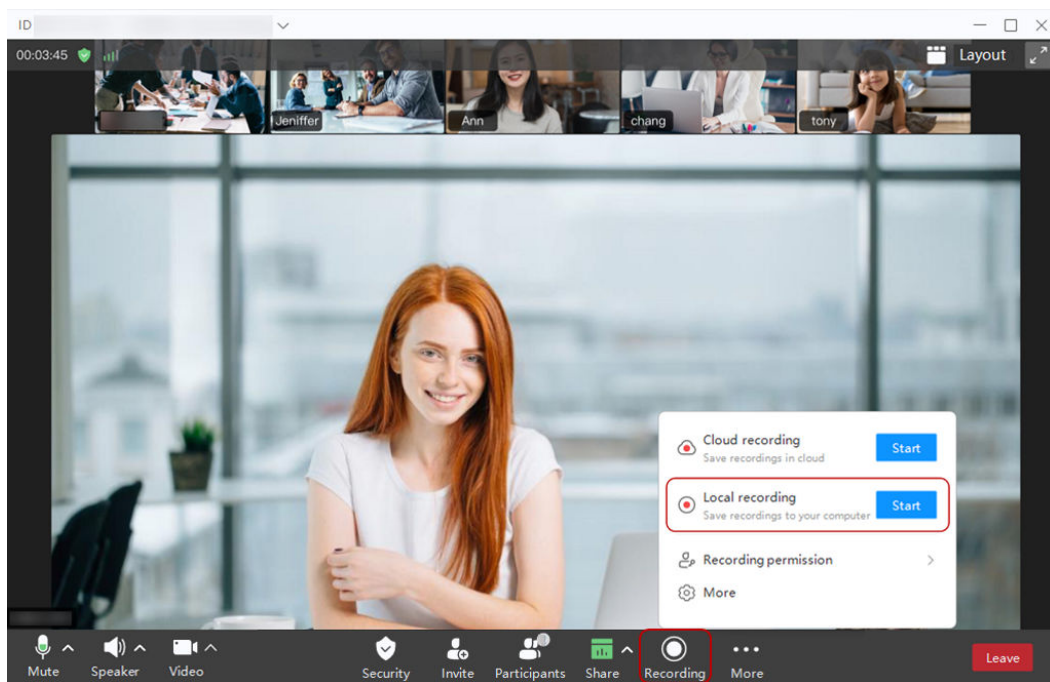 ID
00:03:45
Layout
Jeniffer
Ann
chang
tony
Cloud recording
Save recordings in cloud
Start
Local recording
Save recordings to your computer
Start
Recording permission
More
Mute
Speaker
Video
Security
Invite
Participants
Share
Recording
More
Leave